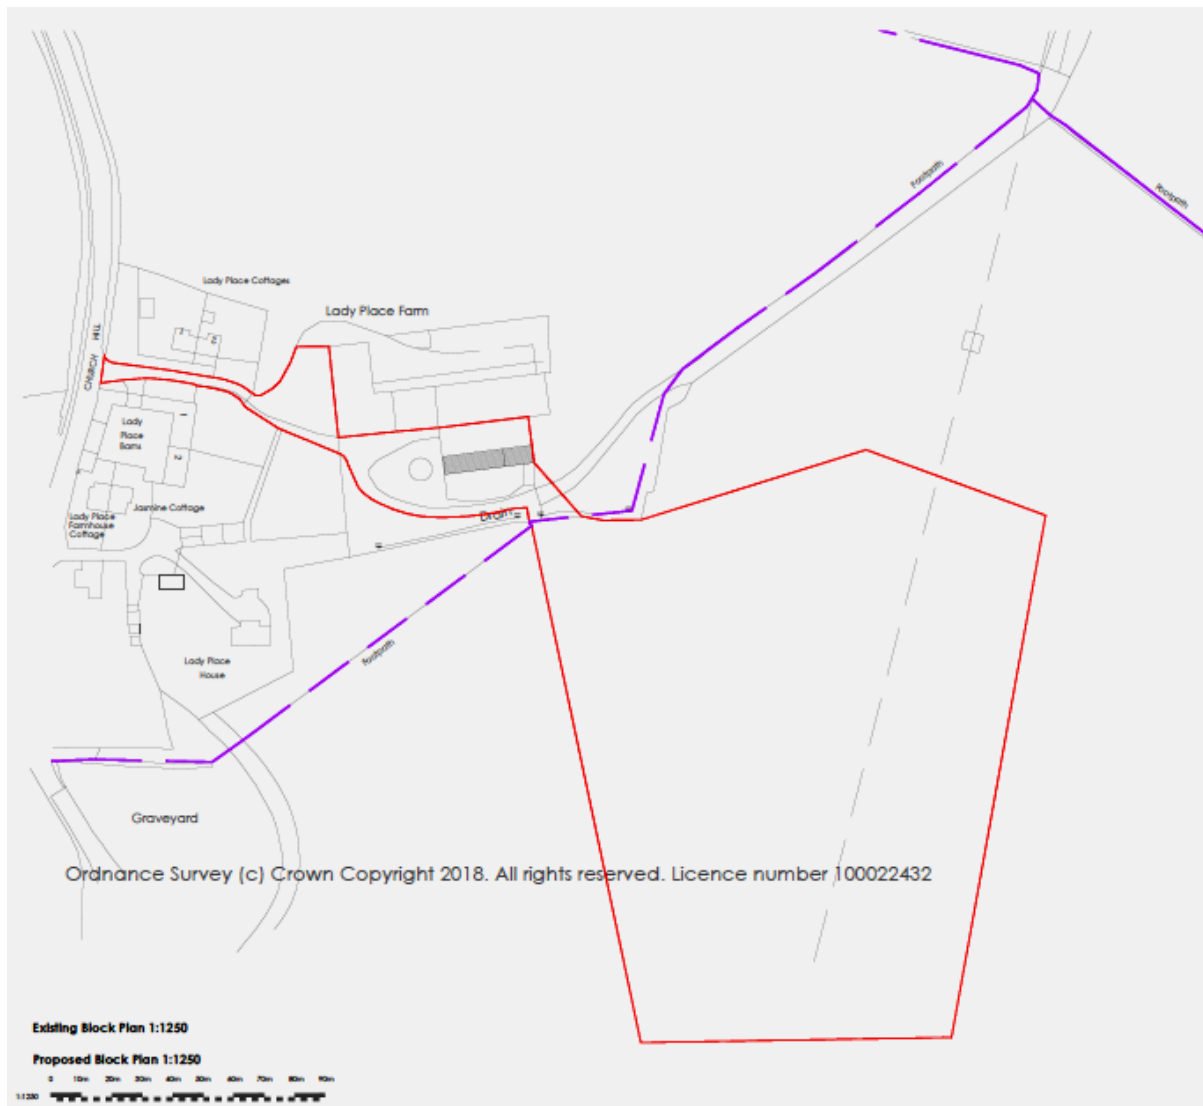 Footpath
Footpath
Lady Place Cottages
Lady Place Farm
CHURCH HILL
2
1
Lady
Place
Barns
2
Jasmine Cottage
Lady Place
Farmhouse
Cottage
Drain
Footpath
Lady Place
House
Graveyard
Ordnance Survey (c) Crown Copyright 2018. All rights reserved. Licence number 100022432
Existing Block Plan 1:1250
Proposed Block Plan 1:1250
0 10m 20m 30m 40m 50m 60m 70m 80m 90m
1:1250